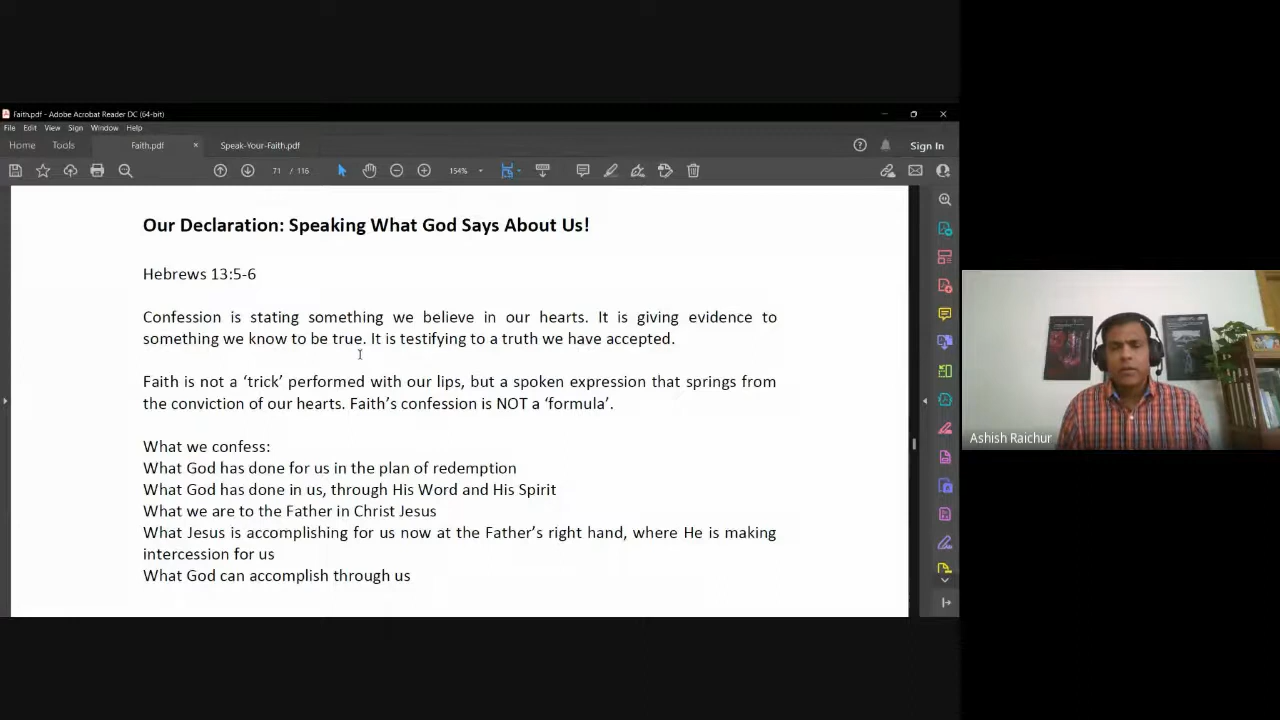 Faith.pdf - Adobe Acrobat Reader DC (64-bit)
File Edit View Sign Window Help
Home Tools Faith.pdf × Speak-Your-Faith.pdf Sign In
71 / 116 154%
Our Declaration: Speaking What God Says About Us!
Hebrews 13:5-6
Confession is stating something we believe in our hearts. It is giving evidence to
something we know to be true. It is testifying to a truth we have accepted.
Faith is not a ‘trick’ performed with our lips, but a spoken expression that springs from
the conviction of our hearts. Faith’s confession is NOT a ‘formula’.
What we confess:
What God has done for us in the plan of redemption
What God has done in us, through His Word and His Spirit
What we are to the Father in Christ Jesus
What Jesus is accomplishing for us now at the Father’s right hand, where He is making
intercession for us
What God can accomplish through us
Ashish Raichur